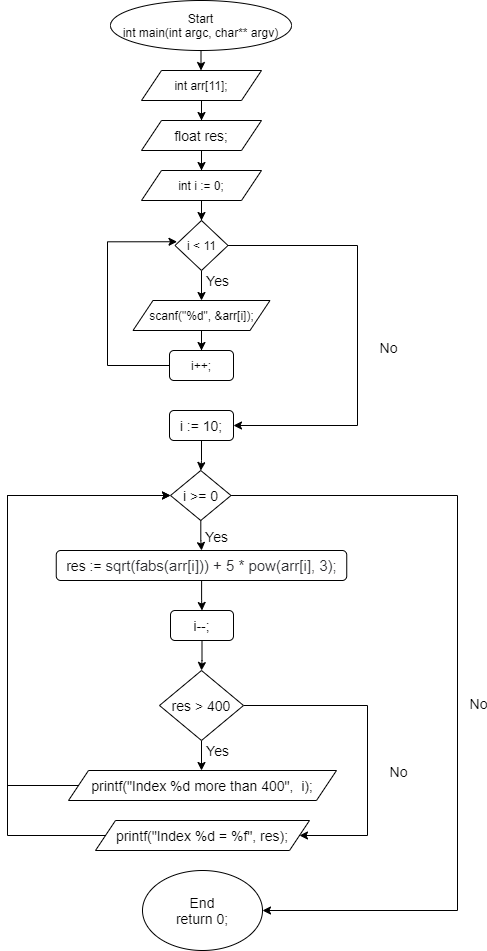 Start
int main(int argc, char** argv)
int arr[11];
float res;
int i := 0;
i < 11
Yes
scanf("%d", &arr[i]);
No
i++;
i := 10;
i >= 0
Yes
res := sqrt(fabs(arr[i])) + 5 * pow(arr[i], 3);
i--;
res > 400
No
Yes
No
printf("Index %d more than 400", i);
printf("Index %d = %f", res);
End
return 0;